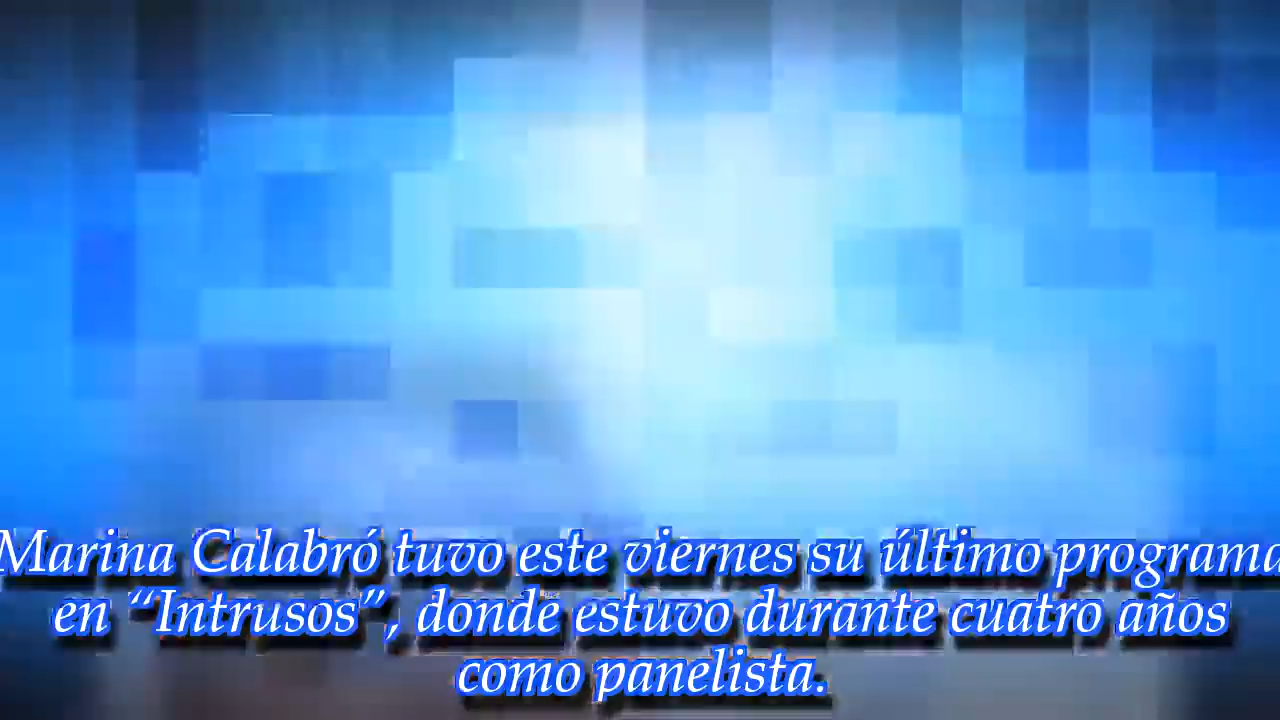 Marina Calabró tuvo este viernes su último programa
en “Intrusos”, donde estuvo durante cuatro años
como panelista.